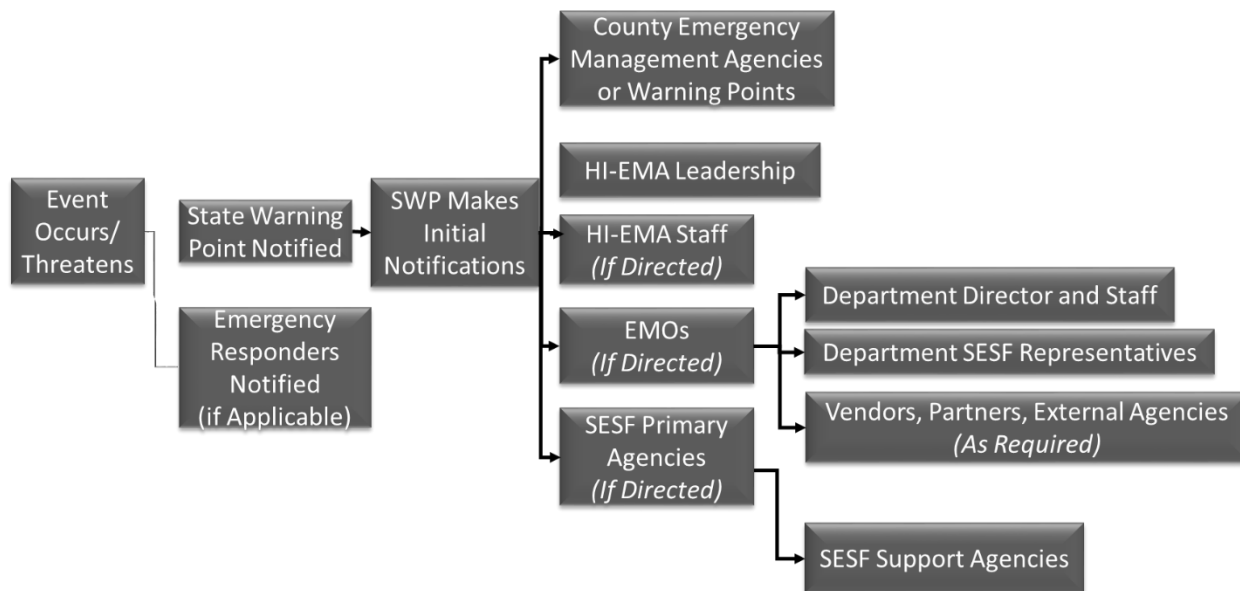 Event
Occurs/
Threatens
State Warning
Point Notified
Emergency
Responders
Notified
(if Applicable)
SWP Makes
Initial
Notifications
County Emergency
Management Agencies
or Warning Points
HI-EMA Leadership
HI-EMA Staff
(If Directed)
EMOs
(If Directed)
SESF Primary
Agencies
(If Directed)
Department Director and Staff
Department SESF Representatives
Vendors, Partners, External Agencies
(As Required)
SESF Support Agencies